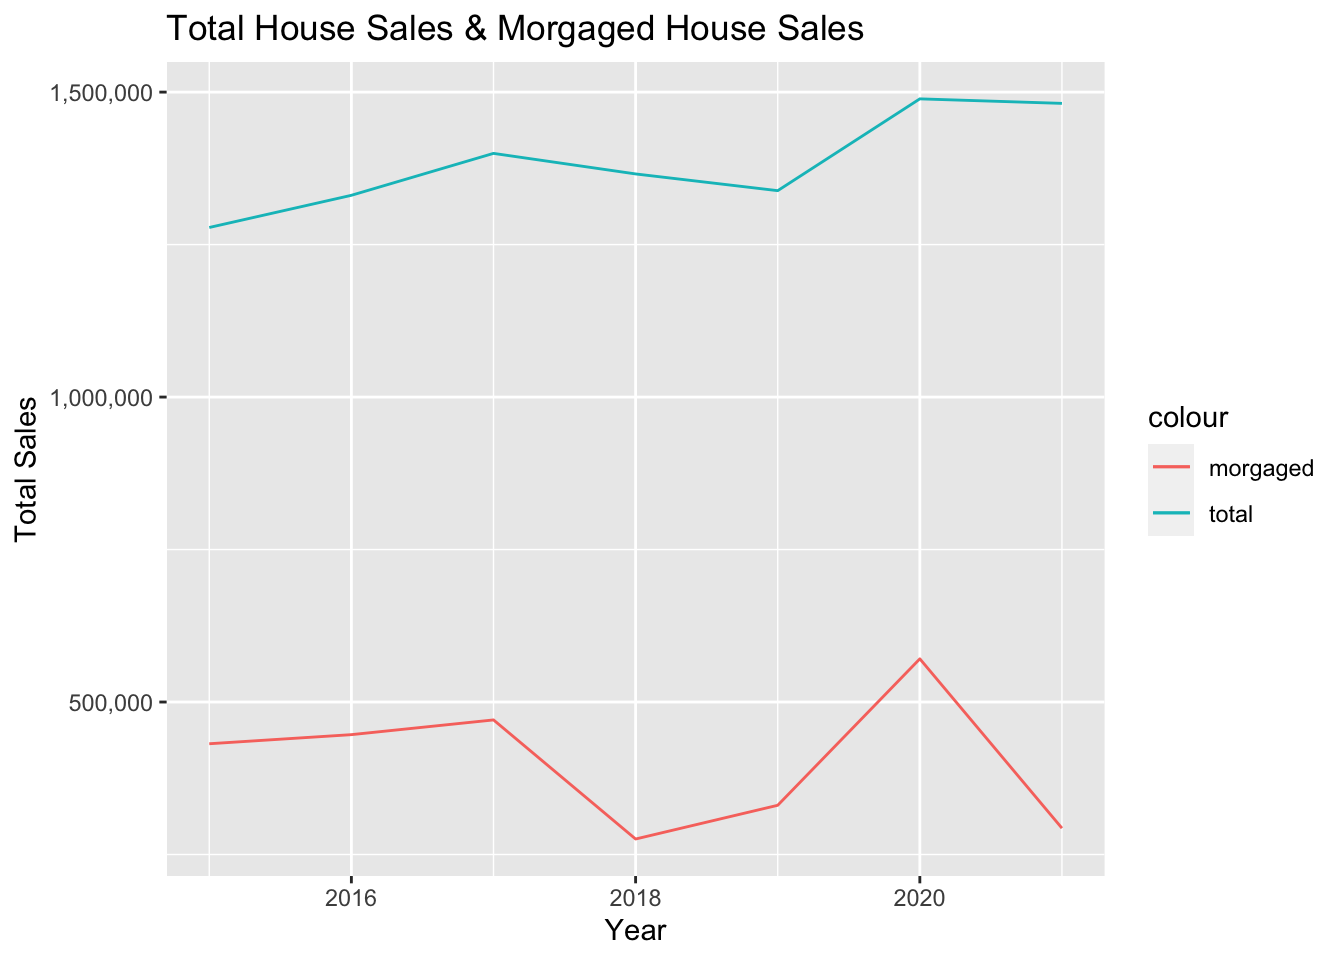 Total House Sales & Morgaged House Sales
1,500,000
1,000,000
500,000
Total Sales
2016
2018
2020
Year
colour
morgaged
total